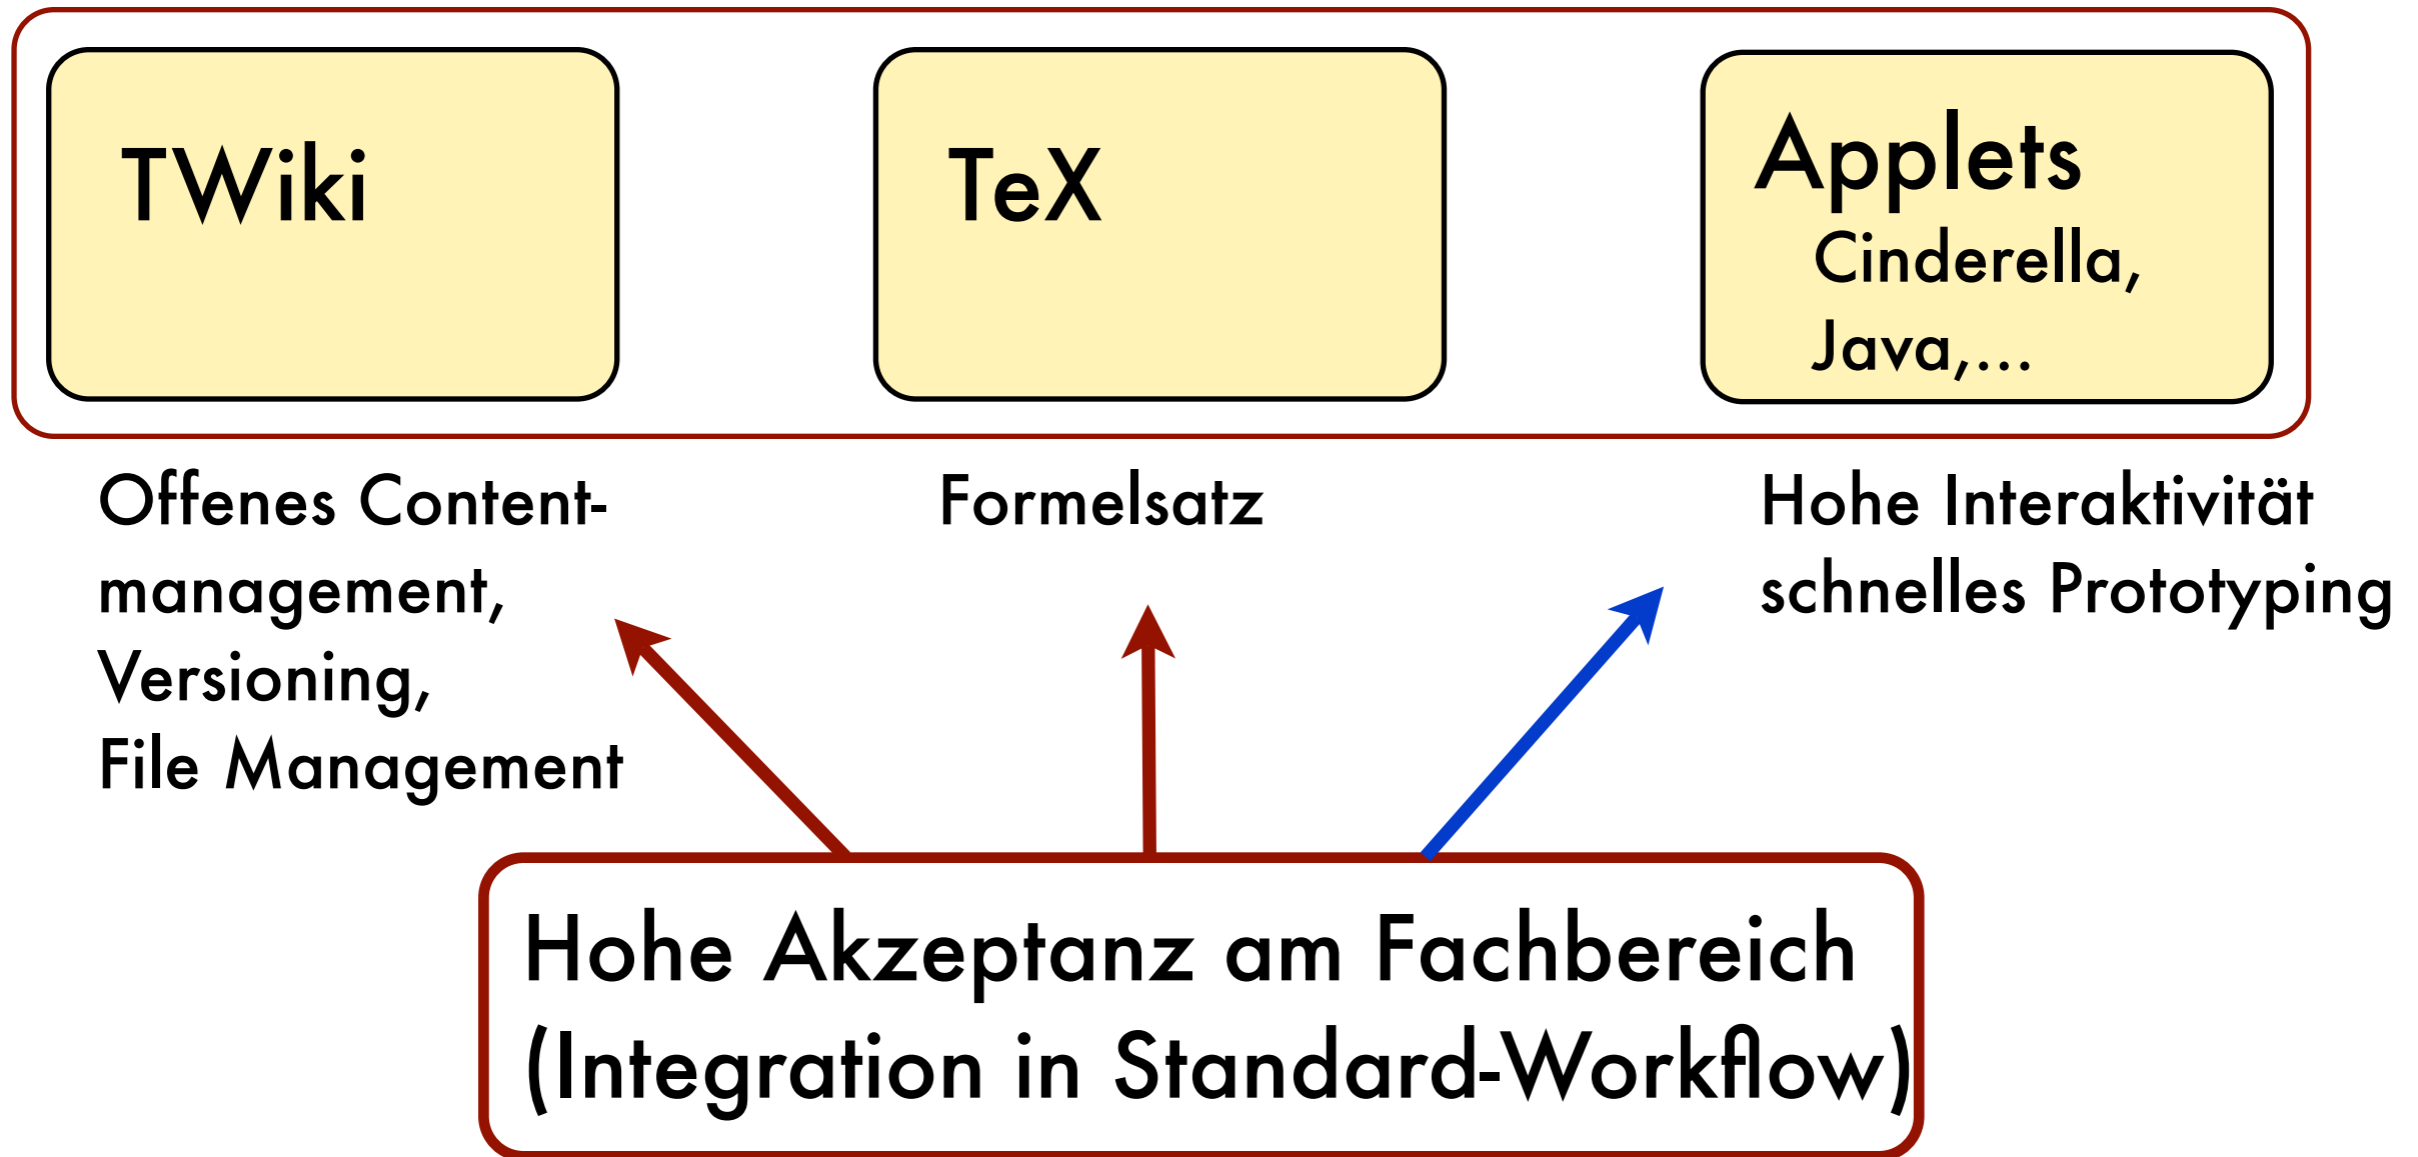 TWiki
TeX
Applets
Cinderella,
Java,...
Offenes Content-
management,
Versioning,
File Management
Formelsatz
Hohe Interaktivität
schnelles Prototyping
Hohe Akzeptanz am Fachbereich
(Integration in Standard-Workflow)